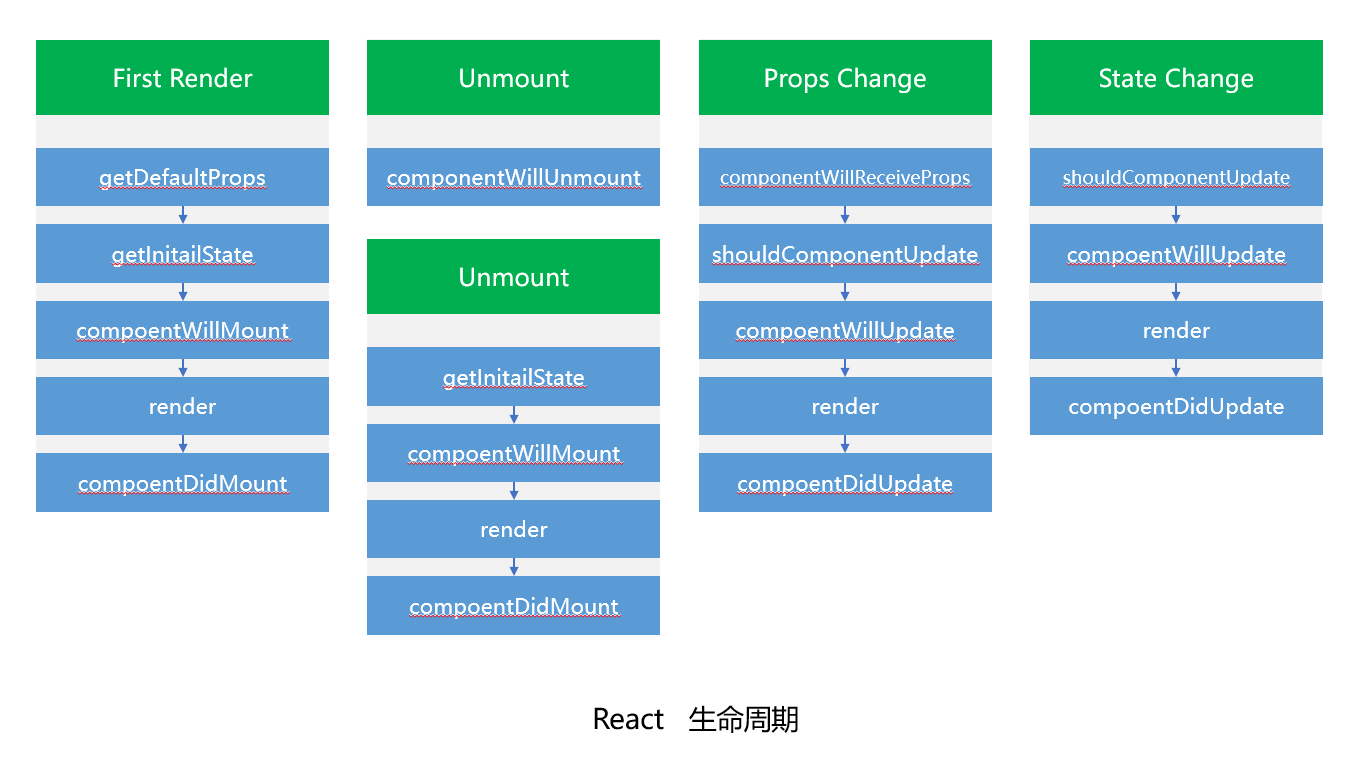 First Render
getDefaultProps
getInitailState
compoentWillMount
render
compoentDidMount
Unmount
componentWillUnmount
Unmount
getInitailState
compoentWillMount
render
compoentDidMount
Props Change
componentWillReceiveProps
shouldComponentUpdate
compoentWillUpdate
render
compoentDidUpdate
State Change
shouldComponentUpdate
compoentWillUpdate
render
compoentDidUpdate
React 生命周期